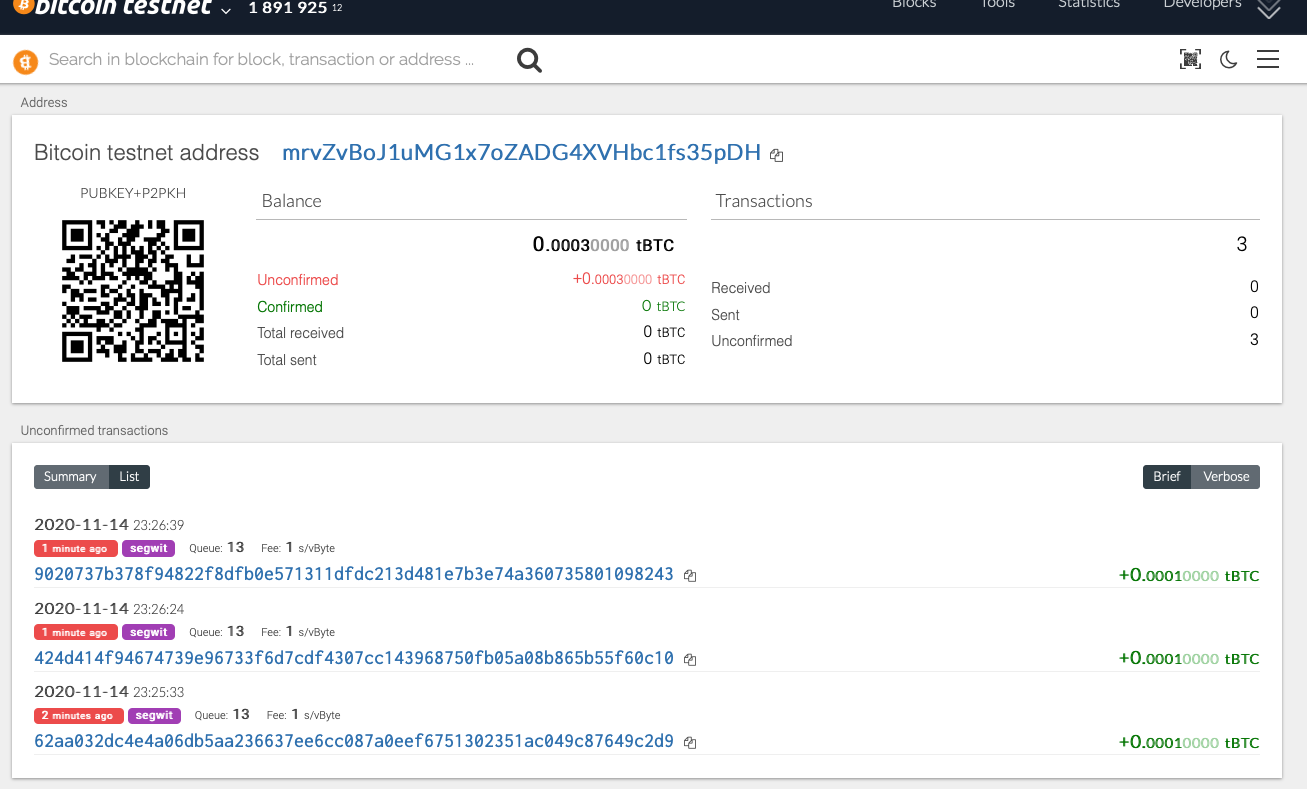 Bitcoin testnet 1 891 925 12 Blocks Tools Statistics Developers
Search in blockchain for block, transaction or address ...
Address
Bitcoin testnet address mrvZvBoJ1uMG1x7oZADG4XVHbc1fs35pDH
PUBKEY+P2PKH
Balance
0.00030000 tBTC
Unconfirmed +0.00030000 tBTC
Confirmed 0 tBTC
Total received 0 tBTC
Total sent 0 tBTC
Transactions
3
Received 0
Sent 0
Unconfirmed 3
Unconfirmed transactions
Summary List Brief Verbose
2020-11-14 23:26:39
1 minute ago segwit Queue: 13 Fee: 1 s/vByte
9020737b378f94822f8dfb0e571311dfdc213d481e7b3e74a360735801098243 +0.00010000 tBTC
2020-11-14 23:26:24
1 minute ago segwit Queue: 13 Fee: 1 s/vByte
424d414f94674739e96733f6d7cdf4307cc143968750fb05a08b865b55f60c10 +0.00010000 tBTC
2020-11-14 23:25:33
2 minutes ago segwit Queue: 13 Fee: 1 s/vByte
62aa032dc4e4a06db5aa236637ee6cc087a0eef6751302351ac049c87649c2d9 +0.00010000 tBTC